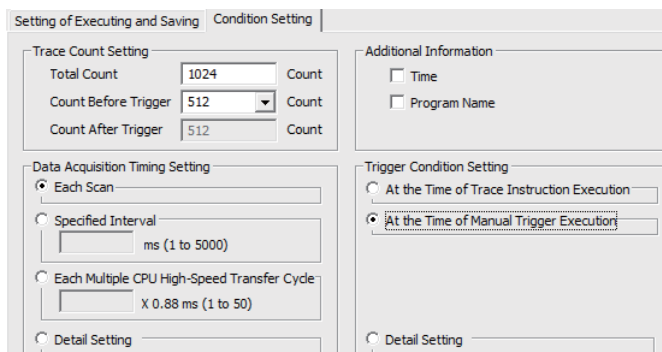 Setting of Executing and Saving Condition Setting
Trace Count Setting
Total Count 1024 Count
Count Before Trigger 512 Count
Count After Trigger 512 Count
Additional Information
Time
Program Name
Data Acquisition Timing Setting
Each Scan
Specified Interval
ms (1 to 5000)
Each Multiple CPU High-Speed Transfer Cycle
X 0.88 ms (1 to 50)
Detail Setting
Trigger Condition Setting
At the Time of Trace Instruction Execution
At the Time of Manual Trigger Execution
Detail Setting